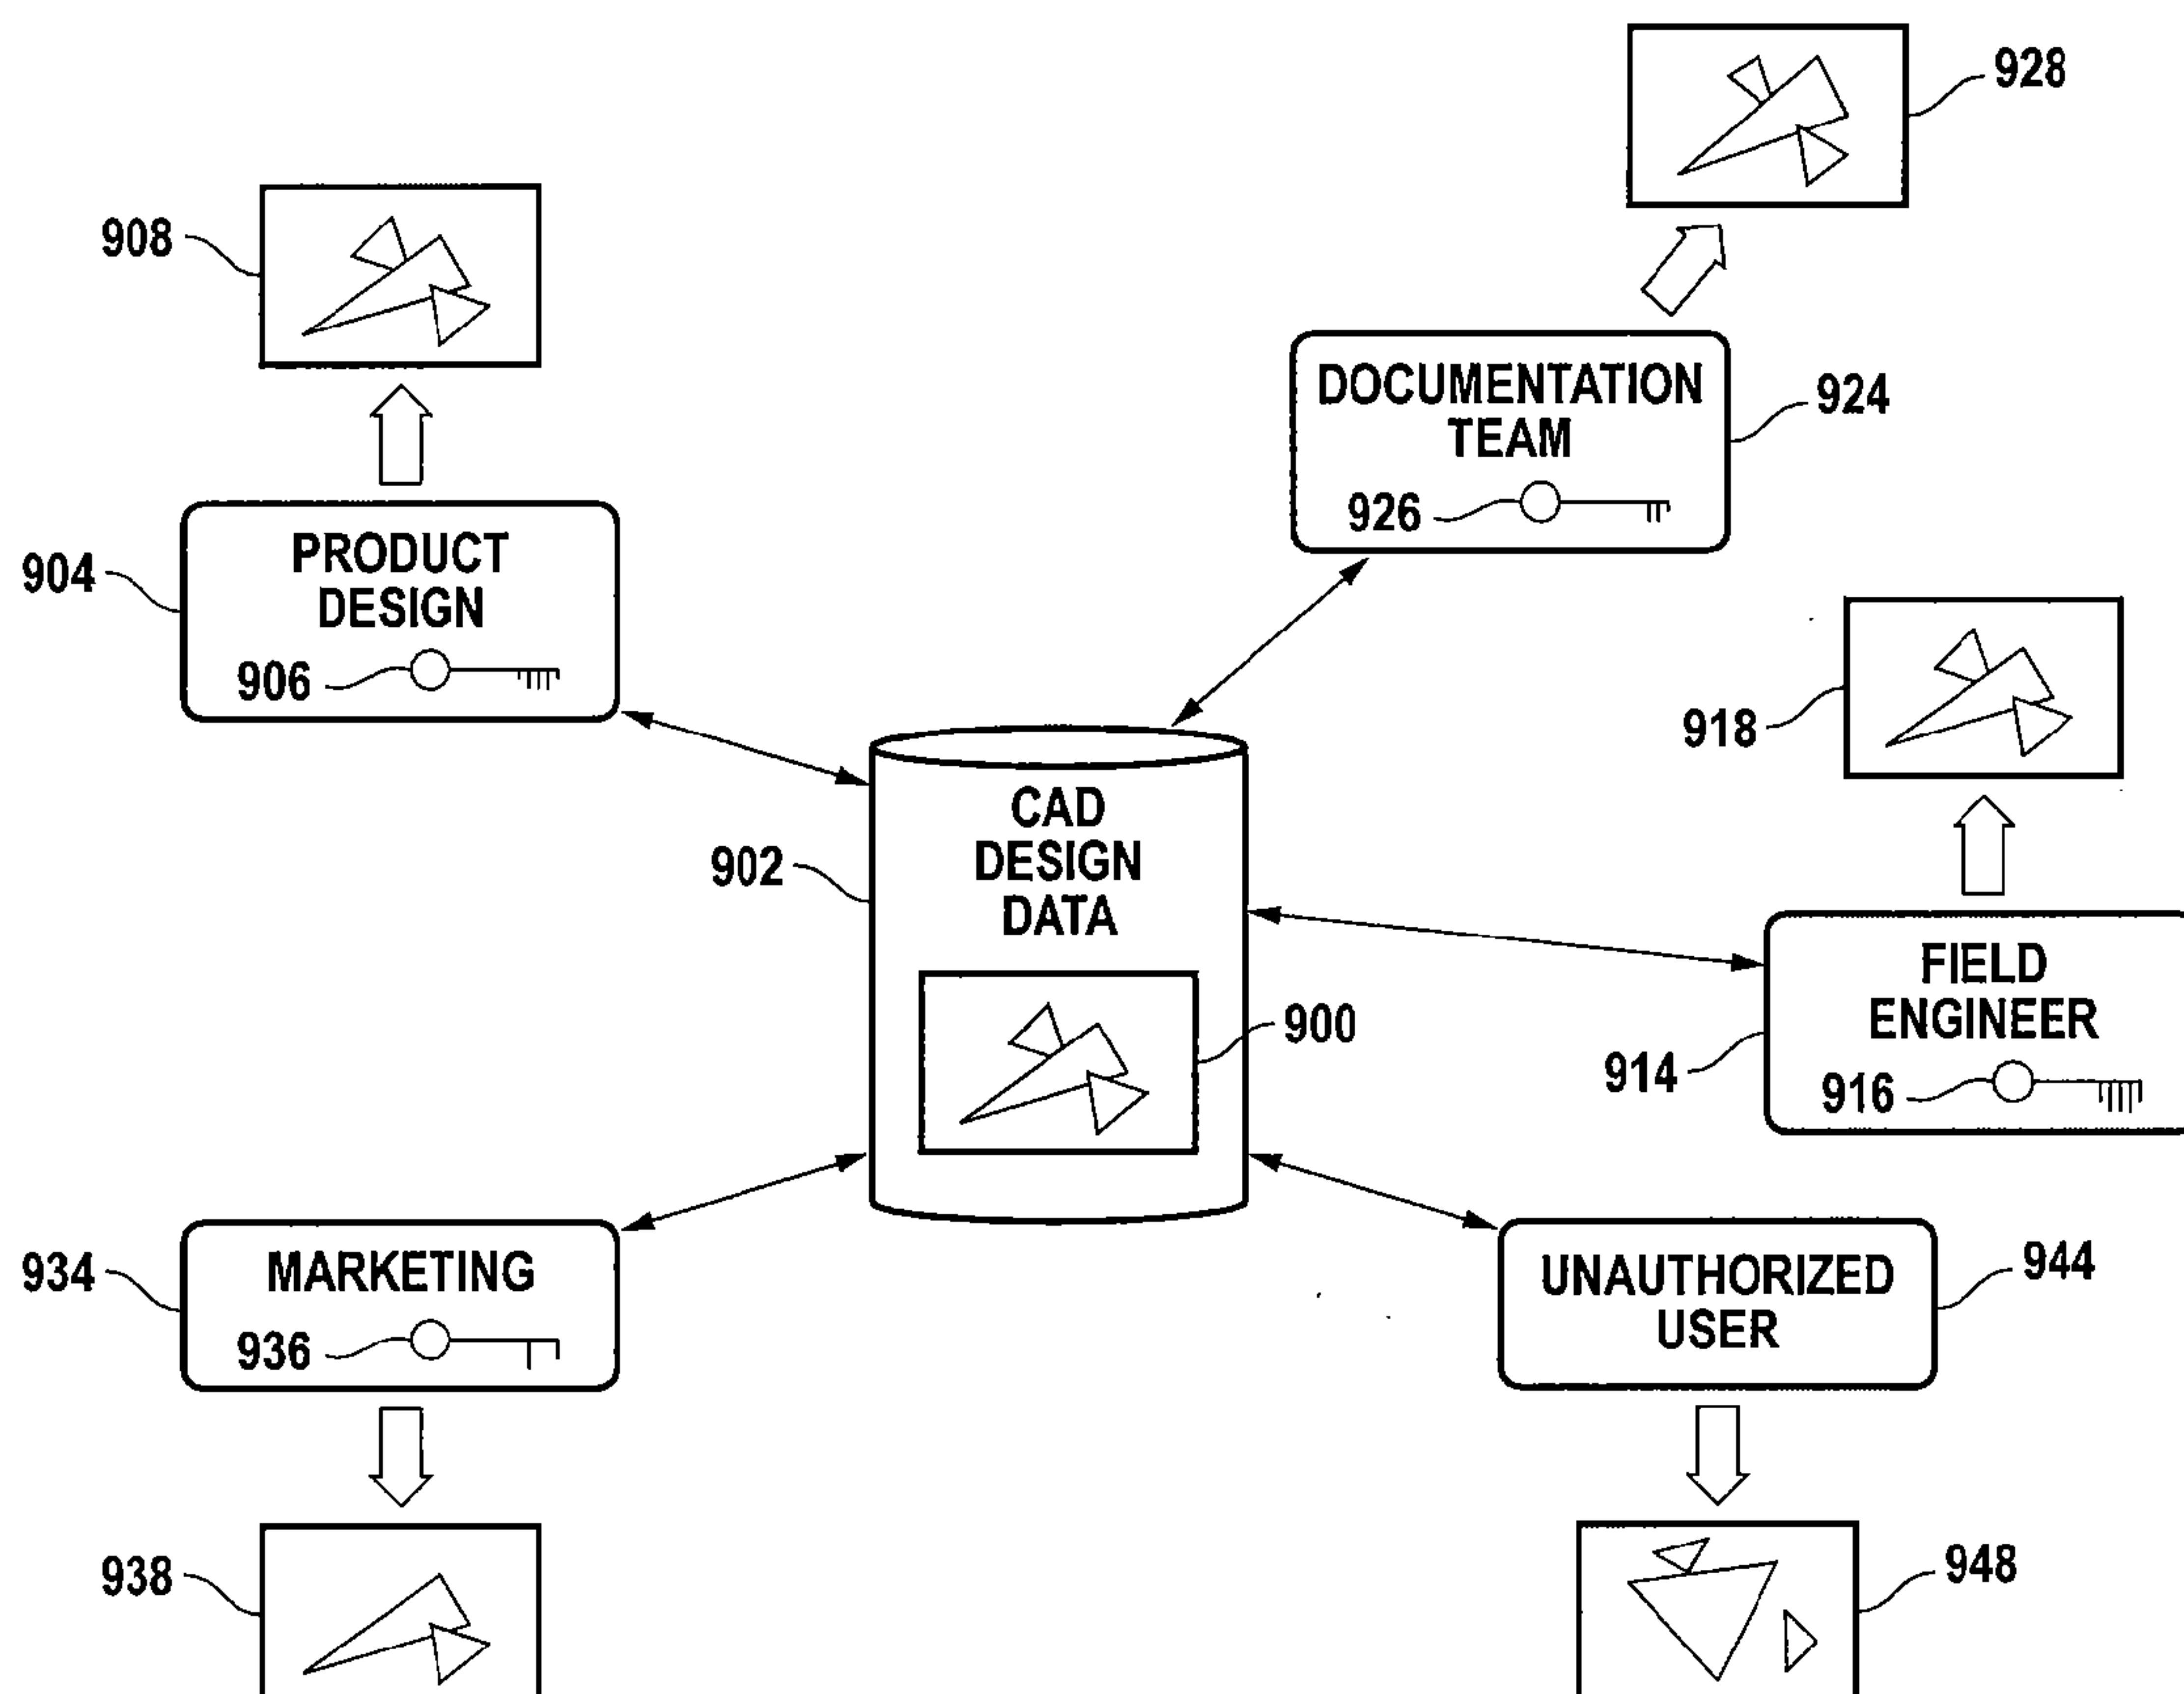 928
908
DOCUMENTATION
TEAM
924
926
PRODUCT
DESIGN
904
906
918
CAD
DESIGN
DATA
902
900
FIELD
ENGINEER
914
916
MARKETING
934
936
UNAUTHORIZED
USER
944
938
948